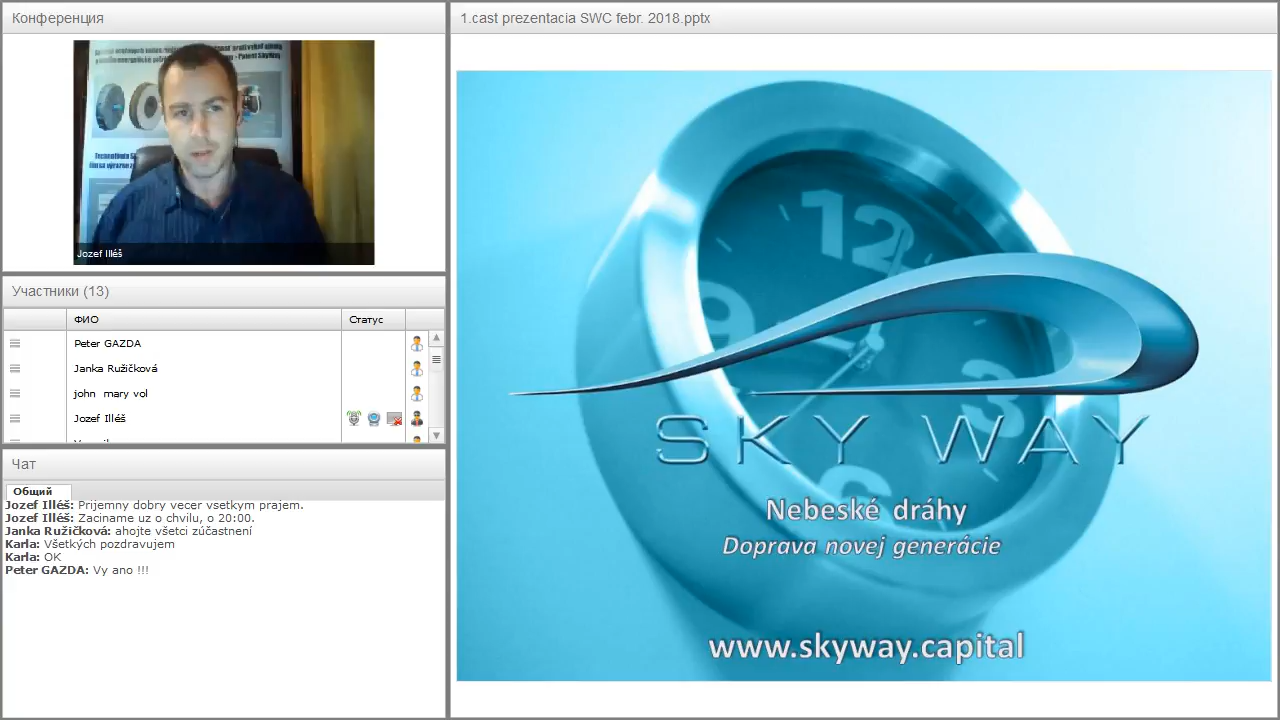 Конференция
Jozef Illéš
Участники (13)
ФИО Статус
Peter GAZDA
Janka Ružičková
john mary vol
Jozef Illéš
Чат
Общий
Jozef Illéš: Prijemny dobry vecer vsetkym prajem.
Jozef Illéš: Zaciname uz o chvilu, o 20:00.
Janka Ružičková: ahojte všetci zúčastnení
Karla: Všetkých pozdravujem
Karla: OK
Peter GAZDA: Vy ano !!!
1.cast prezentacia SWC febr. 2018.pptx
12
9
3
6
SKY WAY
Nebeské dráhy
Doprava novej generácie
www.skyway.capital